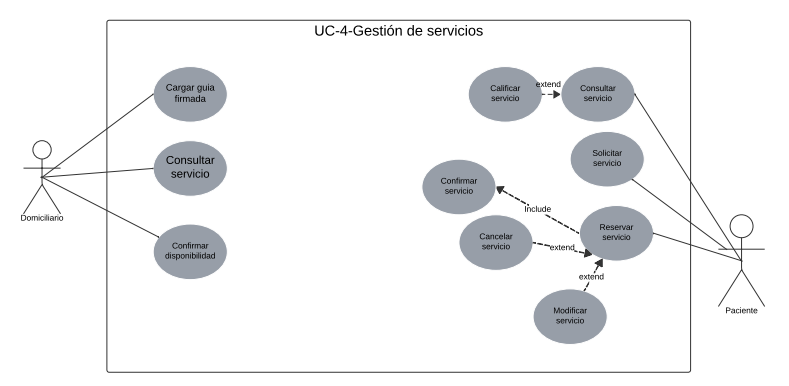 UC-4-Gestión de servicios
Cargar guia
firmada
Consultar
servicio
Confirmar
disponibilidad
Domiciliario
Calificar
servicio
extend
Consultar
servicio
Solicitar
servicio
Confirmar
servicio
Include
Reservar
servicio
Cancelar
servicio
extend
extend
Modificar
servicio
Paciente